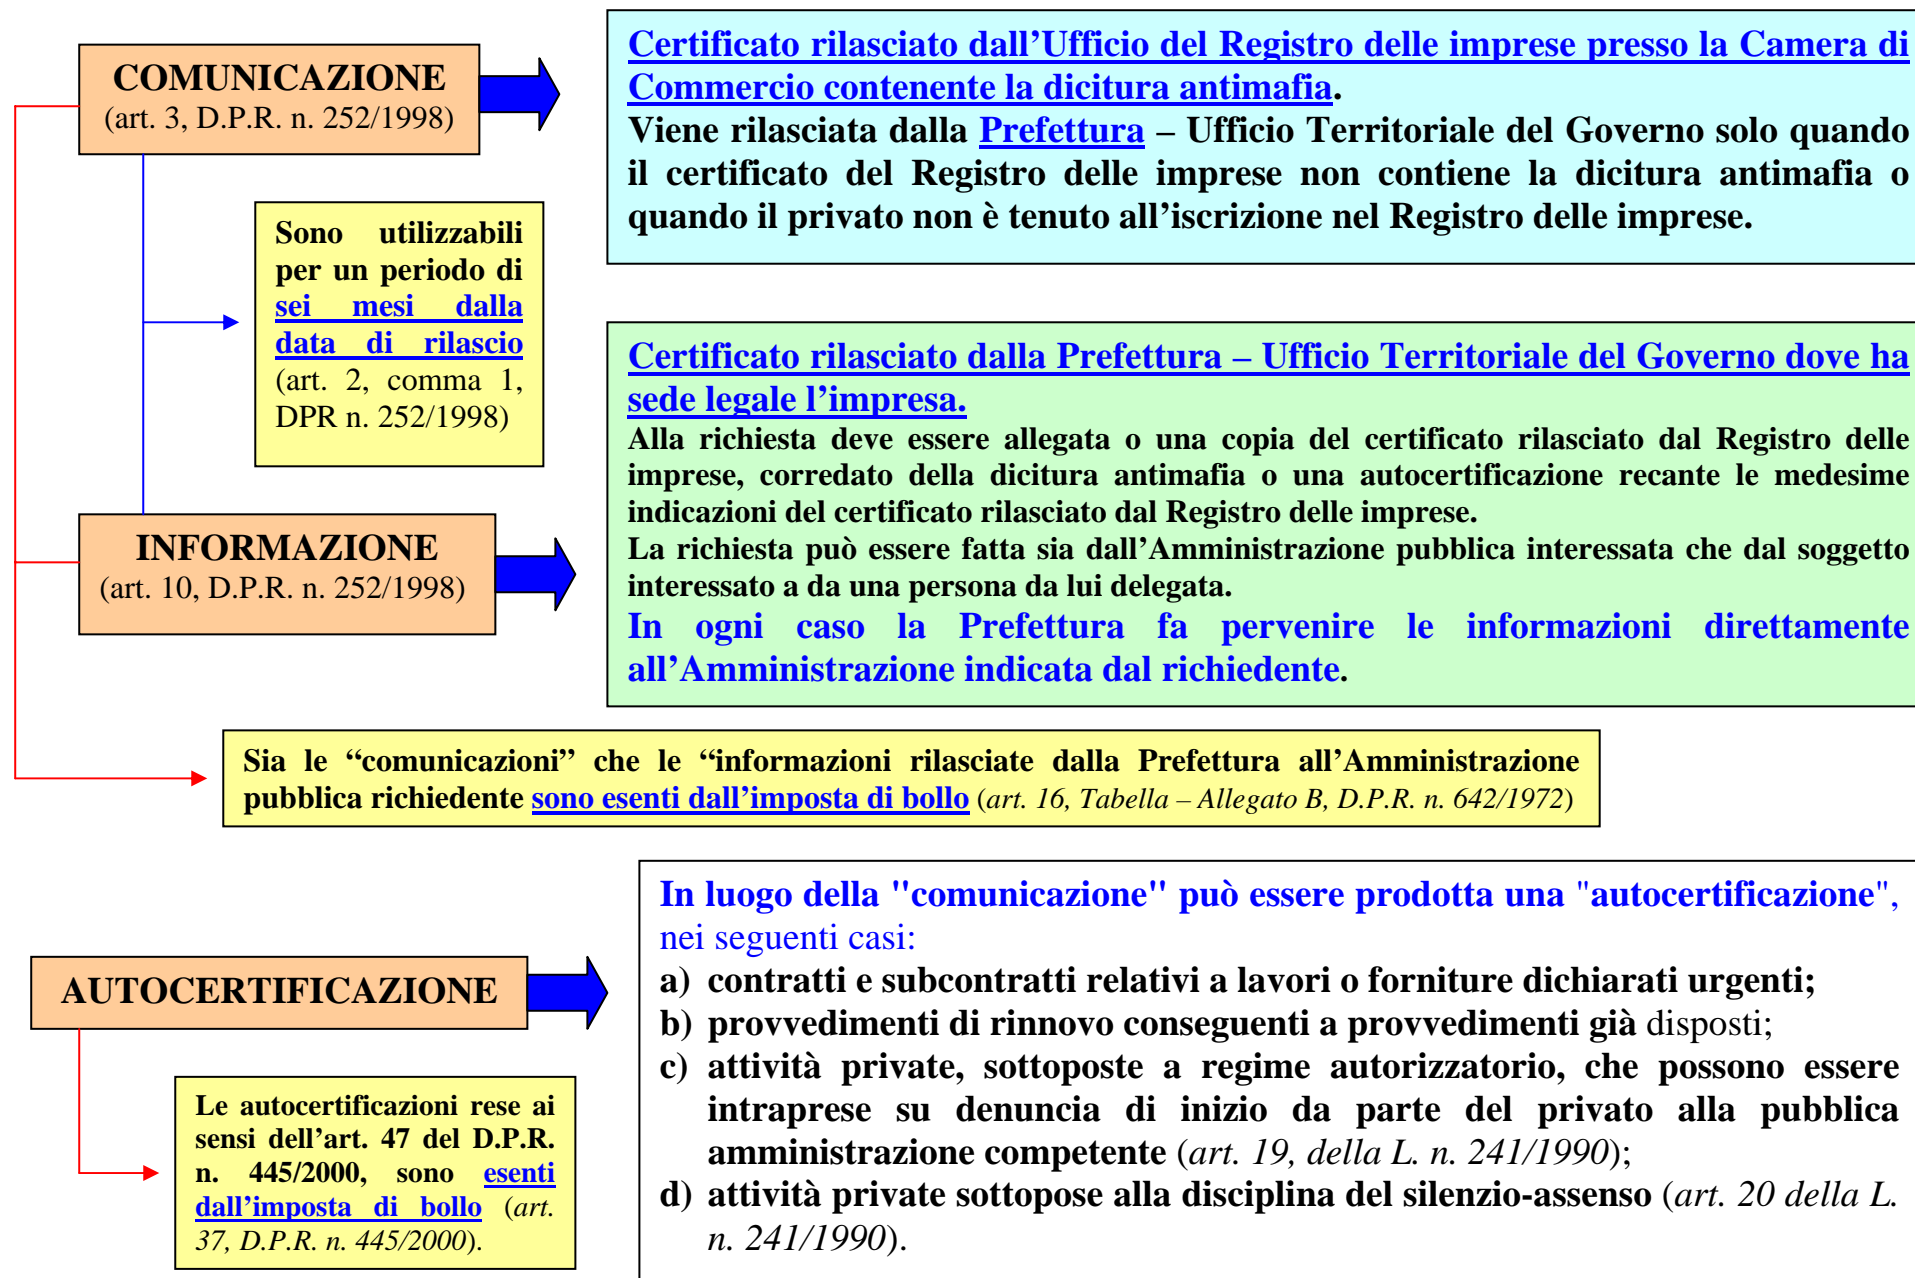 COMUNICAZIONE
(art. 3, D.P.R. n. 252/1998)
Certificato rilasciato dall’Ufficio del Registro delle imprese presso la Camera di
Commercio contenente la dicitura antimafia.
Viene rilasciata dalla Prefettura – Ufficio Territoriale del Governo solo quando
il certificato del Registro delle imprese non contiene la dicitura antimafia o
quando il privato non è tenuto all’iscrizione nel Registro delle imprese.
Sono utilizzabili
per un periodo di
sei mesi dalla
data di rilascio
(art. 2, comma 1,
DPR n. 252/1998)
INFORMAZIONE
(art. 10, D.P.R. n. 252/1998)
Certificato rilasciato dalla Prefettura – Ufficio Territoriale del Governo dove ha
sede legale l’impresa.
Alla richiesta deve essere allegata o una copia del certificato rilasciato dal Registro delle
imprese, corredato della dicitura antimafia o una autocertificazione recante le medesime
indicazioni del certificato rilasciato dal Registro delle imprese.
La richiesta può essere fatta sia dall’Amministrazione pubblica interessata che dal soggetto
interessato a da una persona da lui delegata.
In ogni caso la Prefettura fa pervenire le informazioni direttamente
all’Amministrazione indicata dal richiedente.
Sia le “comunicazioni” che le “informazioni rilasciate dalla Prefettura all’Amministrazione
pubblica richiedente sono esenti dall’imposta di bollo (art. 16, Tabella – Allegato B, D.P.R. n. 642/1972)
AUTOCERTIFICAZIONE
Le autocertificazioni rese ai
sensi dell’art. 47 del D.P.R.
n. 445/2000, sono esenti
dall’imposta di bollo (art.
37, D.P.R. n. 445/2000).
In luogo della "comunicazione" può essere prodotta una "autocertificazione",
nei seguenti casi:
a) contratti e subcontratti relativi a lavori o forniture dichiarati urgenti;
b) provvedimenti di rinnovo conseguenti a provvedimenti già disposti;
c) attività private, sottoposte a regime autorizzatorio, che possono essere
intraprese su denuncia di inizio da parte del privato alla pubblica
amministrazione competente (art. 19, della L. n. 241/1990);
d) attività private sottopose alla disciplina del silenzio-assenso (art. 20 della L.
n. 241/1990).